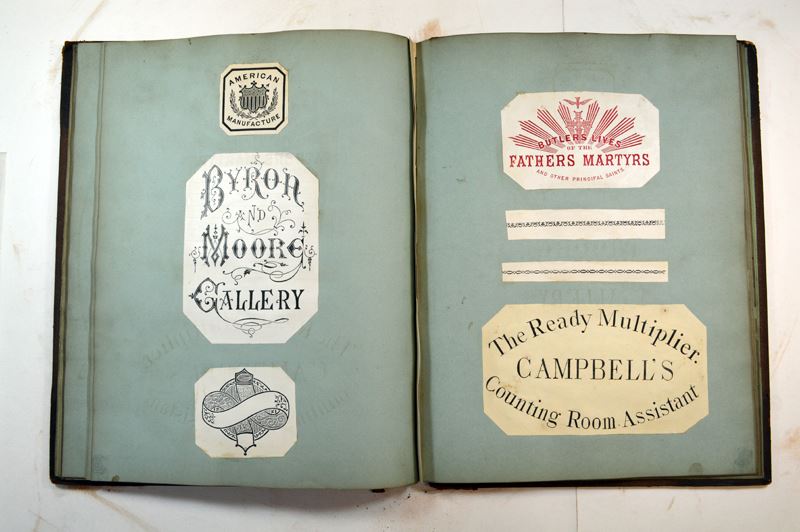 AMERICAN
MANUFACTURE
BYRON
AND
MOORE
GALLERY
BUTLER'S LIVES
OF THE
FATHERS MARTYRS
AND OTHER PRINCIPAL SAINTS
The Ready Multiplier.
CAMPBELL'S
Counting Room Assistant